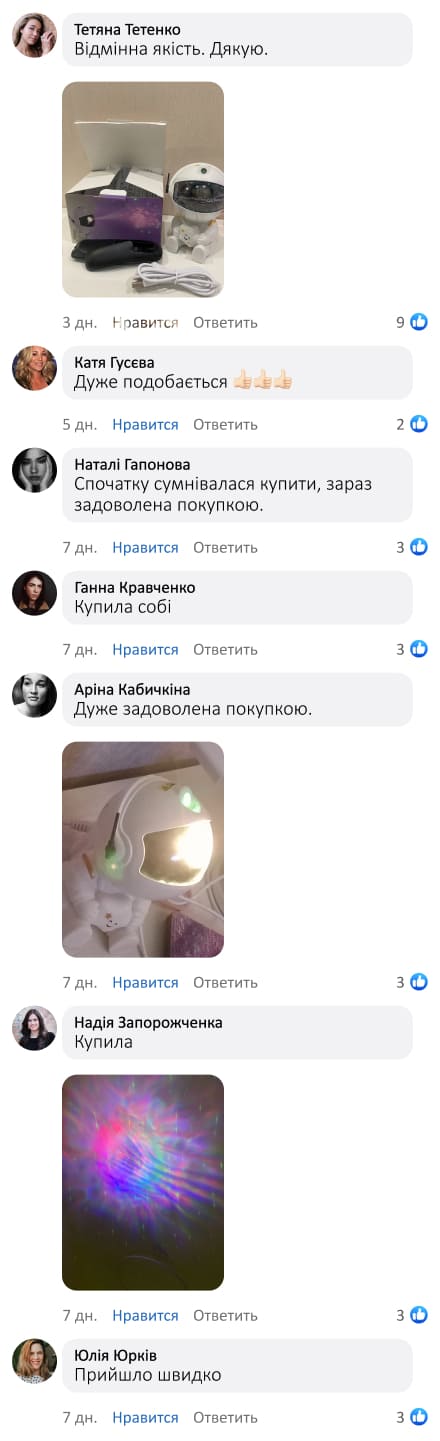 Тетяна Тетенко
Відмінна якість. Дякую.
3 дн. Нравится Ответить 9
Катя Гусєва
Дуже подобається 👍🏻👍🏻👍🏻
5 дн. Нравится Ответить 2
Наталі Гапонова
Спочатку сумнівалася купити, зараз
задоволена покупкою.
7 дн. Нравится Ответить 3
Ганна Кравченко
Купила собі
7 дн. Нравится Ответить 3
Аріна Кабичкіна
Дуже задоволена покупкою.
7 дн. Нравится Ответить 3
Надія Запорожченка
Купила
7 дн. Нравится Ответить 3
Юлія Юрків
Прийшло швидко
7 дн. Нравится Ответить 3